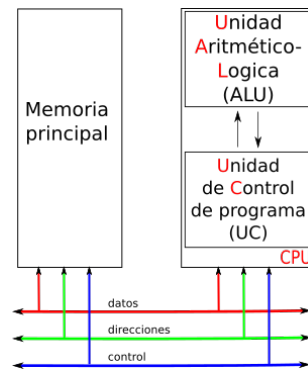 Memoria
principal
Unidad
Aritmético-
Logica
(ALU)
Unidad
de Control
de programa
(UC)
CPU
datos
direcciones
control